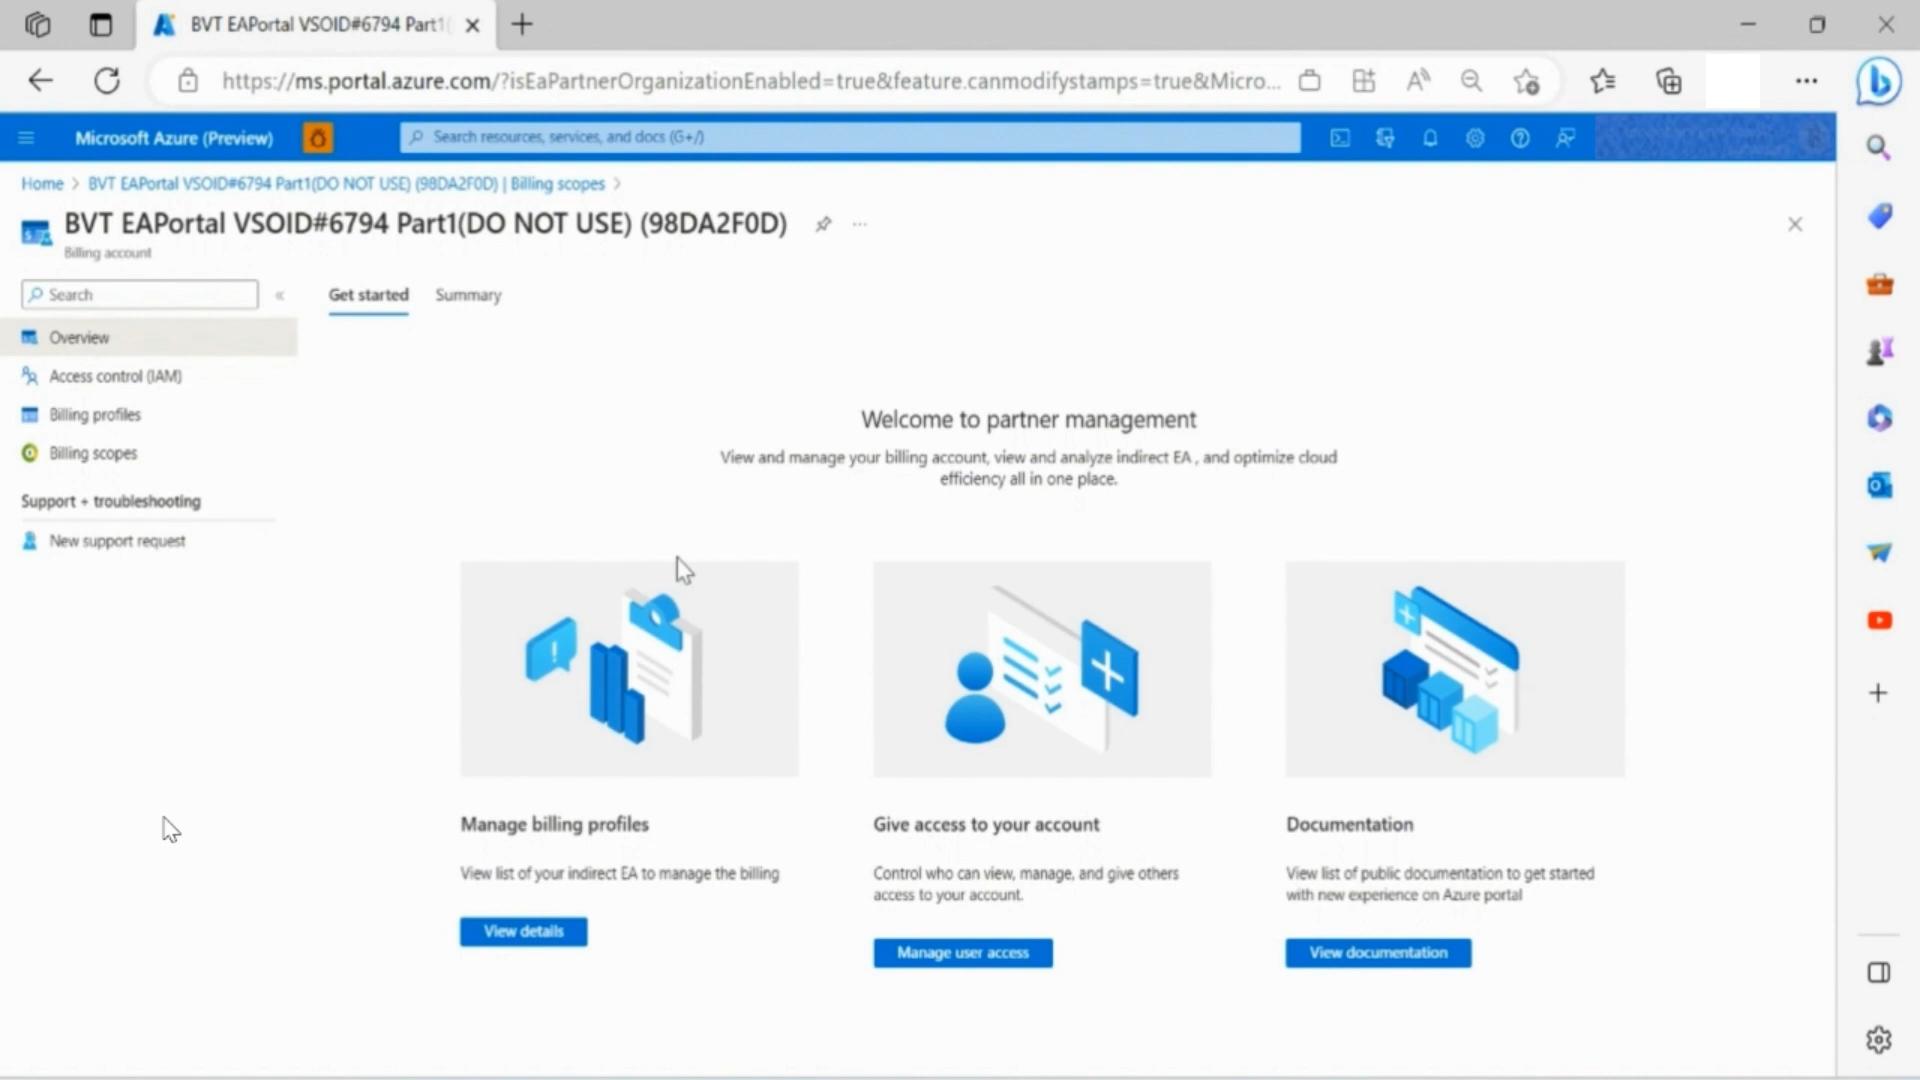 BVT EAPortal VSOID#6794 Part1(
https://ms.portal.azure.com/?isEaPartnerOrganizationEnabled=true&feature.canmodifystamps=true&Micro...
Microsoft Azure (Preview)
Search resources, services, and docs (G+/)
Home > BVT EAPortal VSOID#6794 Part1(DO NOT USE) (98DA2F0D) | Billing scopes >
BVT EAPortal VSOID#6794 Part1(DO NOT USE) (98DA2F0D)
Billing account
Search
Get started
Summary
Overview
Access control (IAM)
Billing profiles
Billing scopes
Support + troubleshooting
New support request
Welcome to partner management
View and manage your billing account, view and analyze indirect EA , and optimize cloud
efficiency all in one place.
Manage billing profiles
View list of your indirect EA to manage the billing
View details
Give access to your account
Control who can view, manage, and give others
access to your account.
Manage user access
Documentation
View list of public documentation to get started
with new experience on Azure portal
View documentation